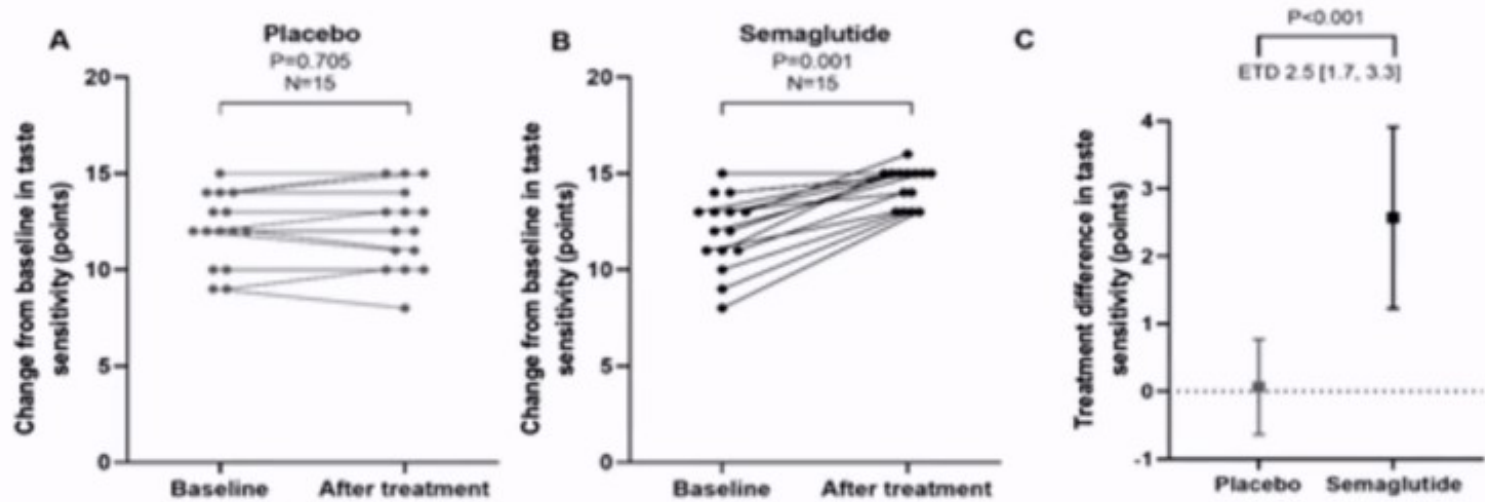 A
Placebo
P=0.705
N=15
20
15
10
5
0
Change from baseline in taste
sensitivity (points)
Baseline
After treatment
B
Semaglutide
P=0.001
N=15
20
15
10
5
0
Change from baseline in taste
sensitivity (points)
Baseline
After treatment
C
P<0.001
ETD 2.5 [1.7, 3.3]
4
3
2
1
0
-1
Treatment difference in taste
sensitivity (points)
Placebo
Semaglutide